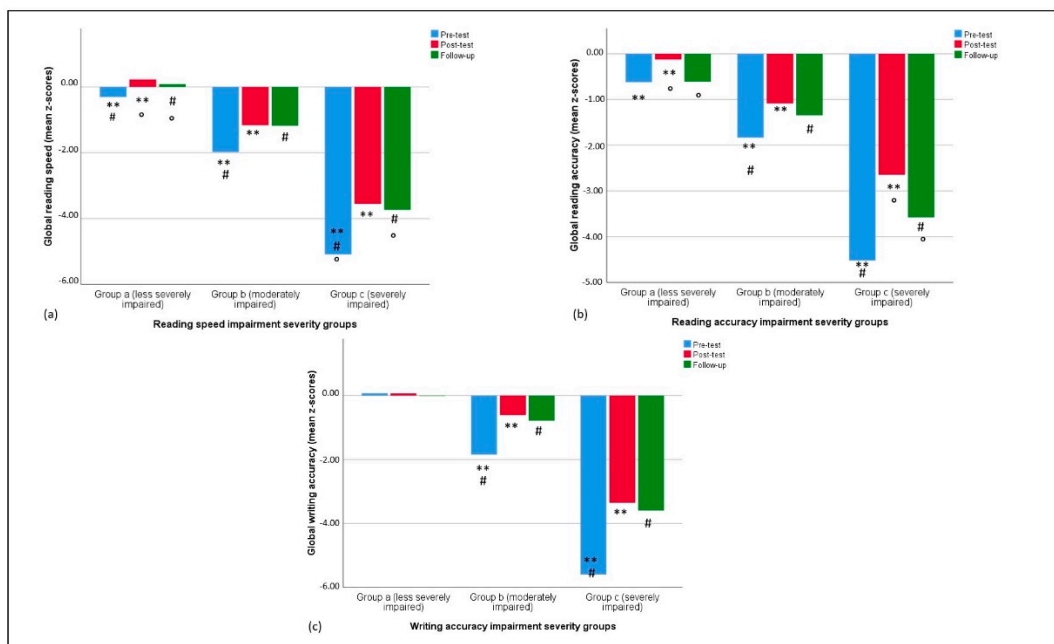 Pre-test
Post-test
Follow-up
0.00
-2.00
-4.00
-6.00
Global reading speed (mean z-scores)
** ** #
# ° °
** ** #
#
** ** #
# °
°
Group a (less severely impaired)
Group b (moderately impaired)
Group c (severely impaired)
(a)
Reading speed impairment severity groups
Pre-test
Post-test
Follow-up
0.00
-1.00
-2.00
-3.00
-4.00
-5.00
Global reading accuracy (mean z-scores)
** ** °
°
** ** #
#
** ** #
# ° °
Group a (less severely impaired)
Group b (moderately impaired)
Group c (severely impaired)
(b)
Reading accuracy impairment severity groups
Pre-test
Post-test
Follow-up
0.00
-2.00
-4.00
-6.00
Global writing accuracy (mean z-scores)
** ** #
#
** ** #
#
Group a (less severely impaired)
Group b (moderately impaired)
Group c (severely impaired)
(c)
Writing accuracy impairment severity groups